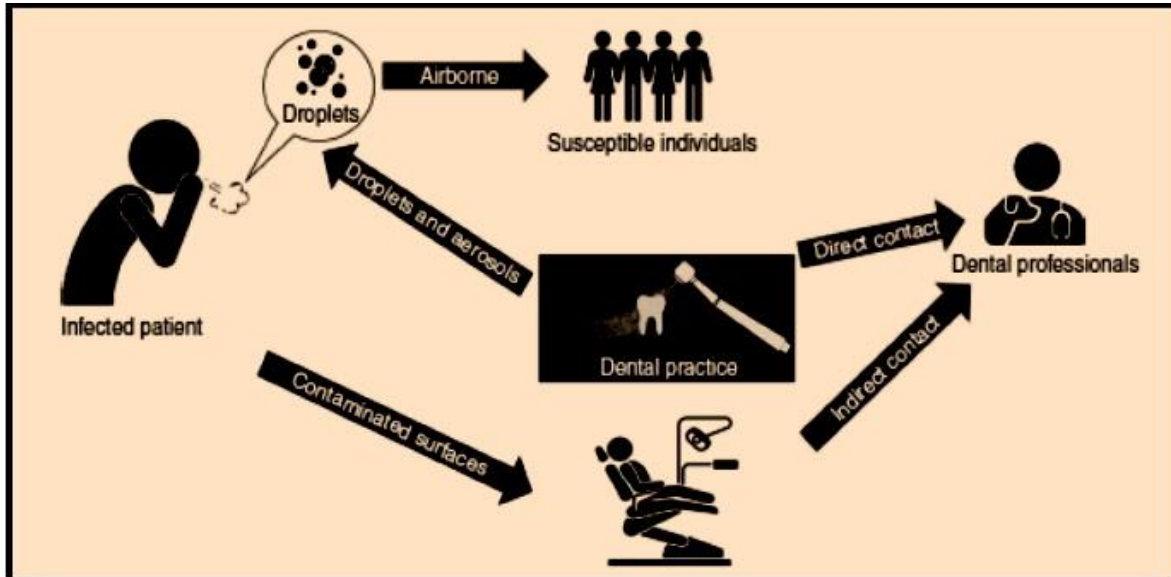 Droplets
Airborne
Susceptible individuals
Infected patient
Droplets and aerosols
Dental practice
Direct contact
Dental professionals
Contaminated surfaces
Indirect contact